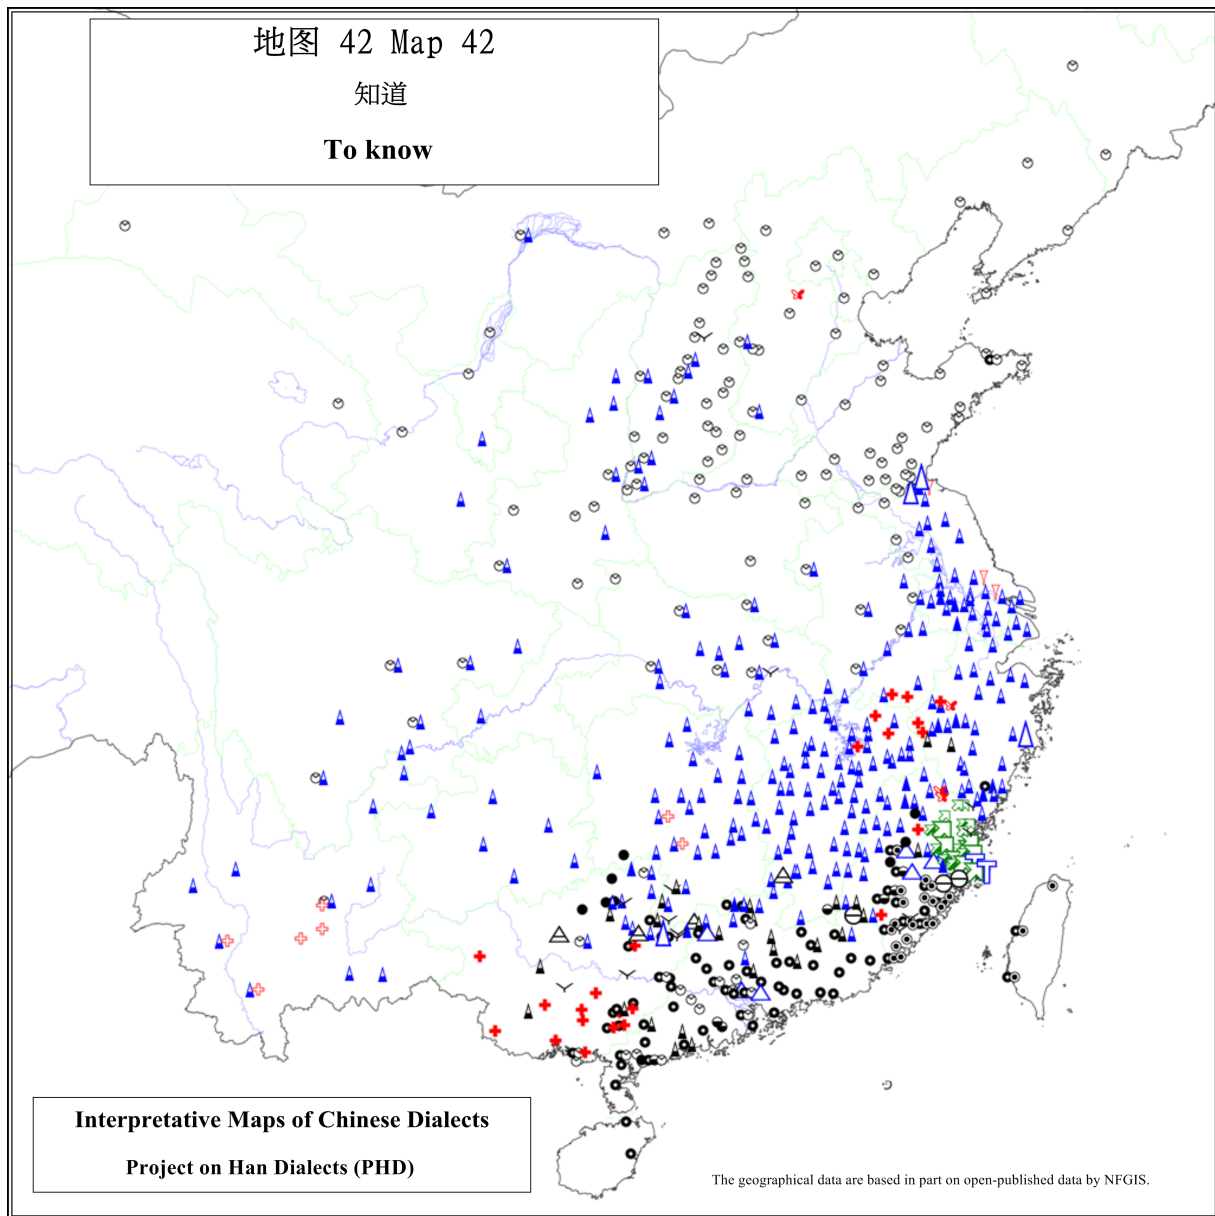 地图 42 Map 42
知道
To know
Interpretative Maps of Chinese Dialects
Project on Han Dialects (PHD)
The geographical data are based in part on open-published data by NFGIS.